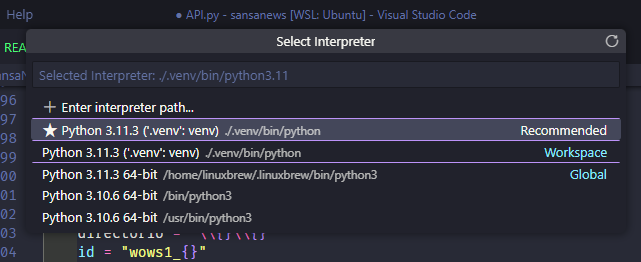 Help
● API.py - sansanews [WSL: Ubuntu] - Visual Studio Code
REA
Select Interpreter
Selected Interpreter: ./.venv/bin/python3.11
ansaN
96
+ Enter interpreter path...
97
★ Python 3.11.3 ('.venv': venv) ./.venv/bin/python Recommended
98
Python 3.11.3 ('.venv': venv) ./.venv/bin/python Workspace
99
Python 3.11.3 64-bit /home/linuxbrew/.linuxbrew/bin/python3 Global
00
01
Python 3.10.6 64-bit /bin/python3
02
Python 3.10.6 64-bit /usr/bin/python3
03 directorio = "\\{}\\{}
04 id = "wows1_{}"